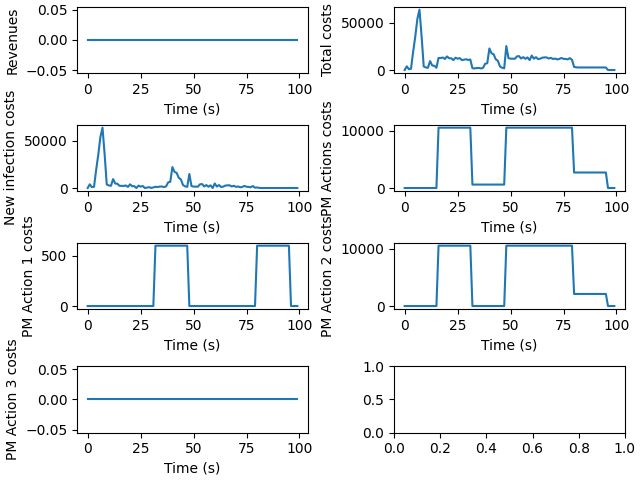 Revenues
0.05
0.00
−0.05
0 25 50 75 100
Time (s)
Total costs
50000
0
0 25 50 75 100
Time (s)
New infection costs
50000
0
0 25 50 75 100
Time (s)
PM Actions costs
10000
0
0 25 50 75 100
Time (s)
PM Action 1 costs
500
0
0 25 50 75 100
Time (s)
PM Action 2 costs
10000
0
0 25 50 75 100
Time (s)
PM Action 3 costs
0.05
0.00
−0.05
0 25 50 75 100
Time (s)
1.0
0.5
0.0
0.0 0.2 0.4 0.6 0.8 1.0